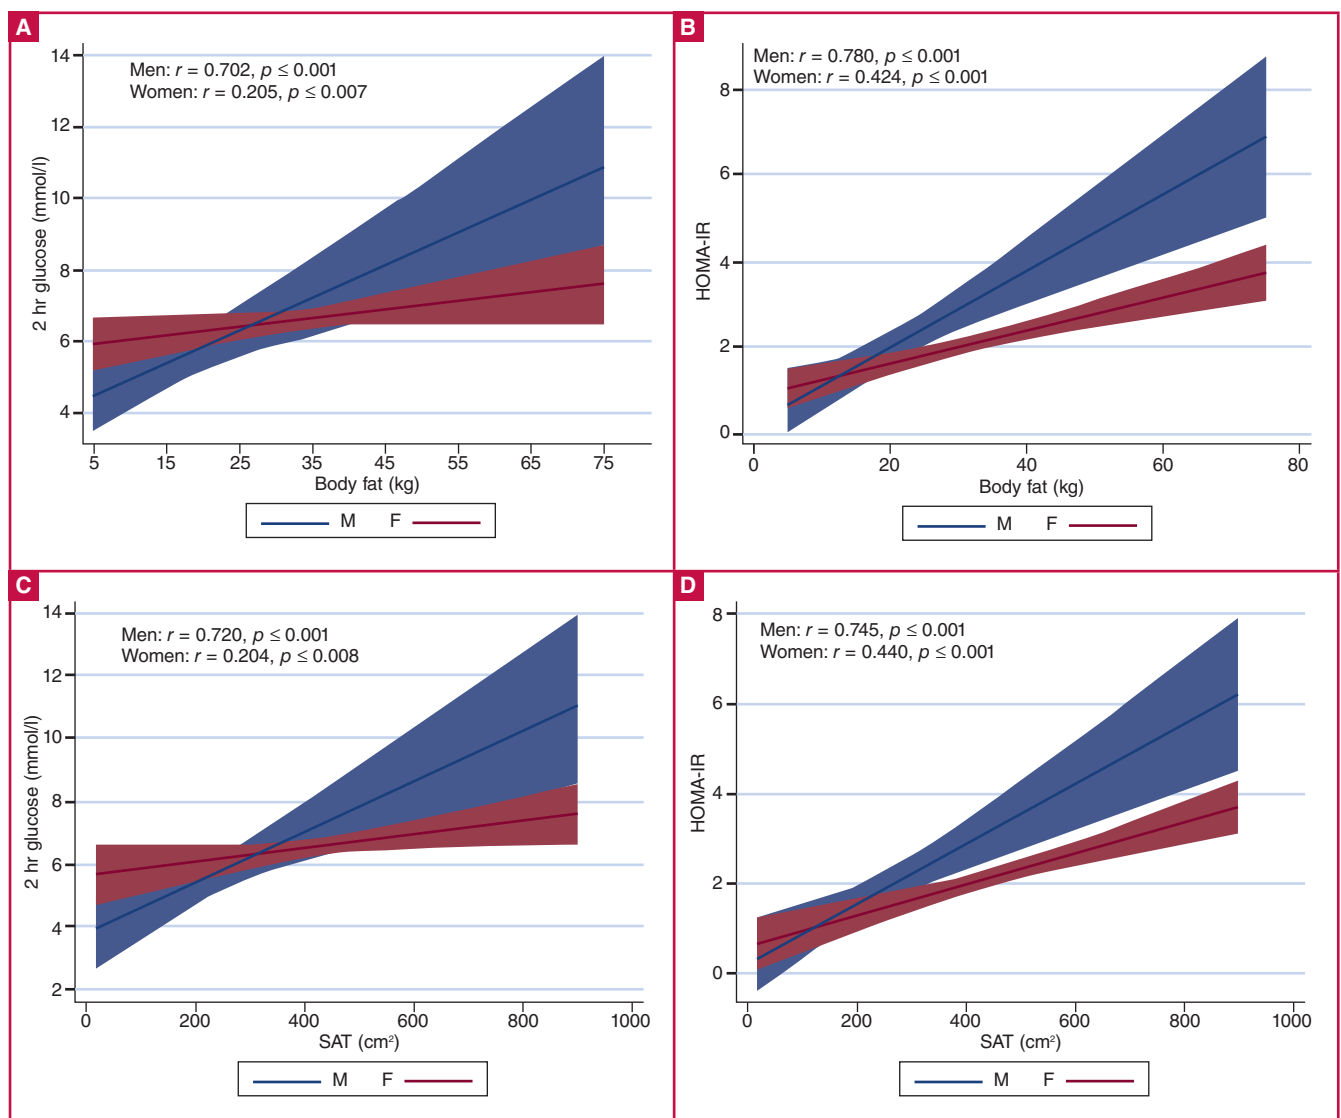 A
Men: r = 0.702, p ≤ 0.001
Women: r = 0.205, p ≤ 0.007
2 hr glucose (mmol/l)
14
12
10
8
6
4
5 15 25 35 45 55 65 75
Body fat (kg)
M F
B
Men: r = 0.780, p ≤ 0.001
Women: r = 0.424, p ≤ 0.001
HOMA-IR
8
6
4
2
0
0 20 40 60 80
Body fat (kg)
M F
C
Men: r = 0.720, p ≤ 0.001
Women: r = 0.204, p ≤ 0.008
2 hr glucose (mmol/l)
14
12
10
8
6
4
2
0 200 400 600 800 1000
SAT (cm²)
M F
D
Men: r = 0.745, p ≤ 0.001
Women: r = 0.440, p ≤ 0.001
HOMA-IR
8
6
4
2
0
0 200 400 600 800 1000
SAT (cm²)
M F